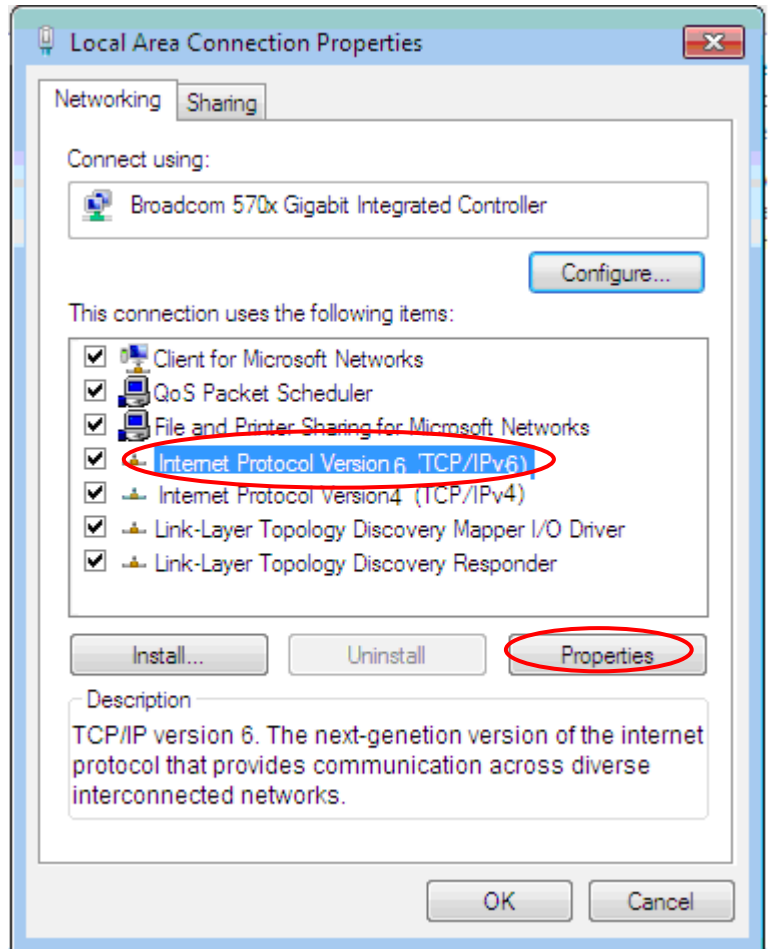 Local Area Connection Properties
Networking
Sharing
Connect using:
Broadcom 570x Gigabit Integrated Controller
Configure...
This connection uses the following items:
Client for Microsoft Networks
QoS Packet Scheduler
File and Printer Sharing for Microsoft Networks
Internet Protocol Version 6 (TCP/IPv6)
Internet Protocol Version4 (TCP/IPv4)
Link-Layer Topology Discovery Mapper I/O Driver
Link-Layer Topology Discovery Responder
Install...
Uninstall
Properties
Description
TCP/IP version 6. The next-genetion version of the internet
protocol that provides communication across diverse
interconnected networks.
OK
Cancel